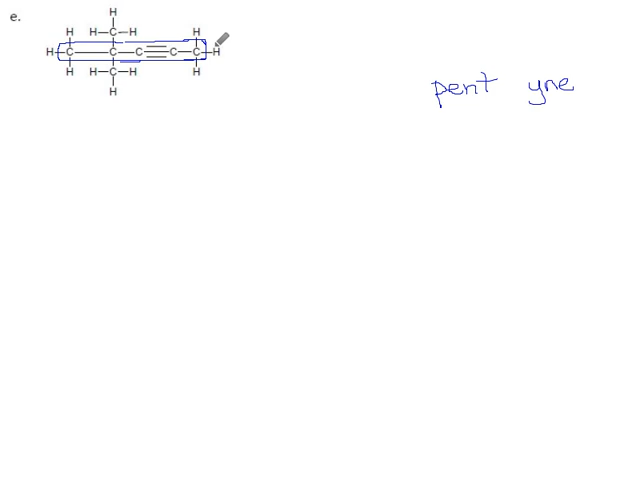 e.
H
H H—C—H H
H—C—C—C≡C—C—H
H H—C—H H
H
pent yne